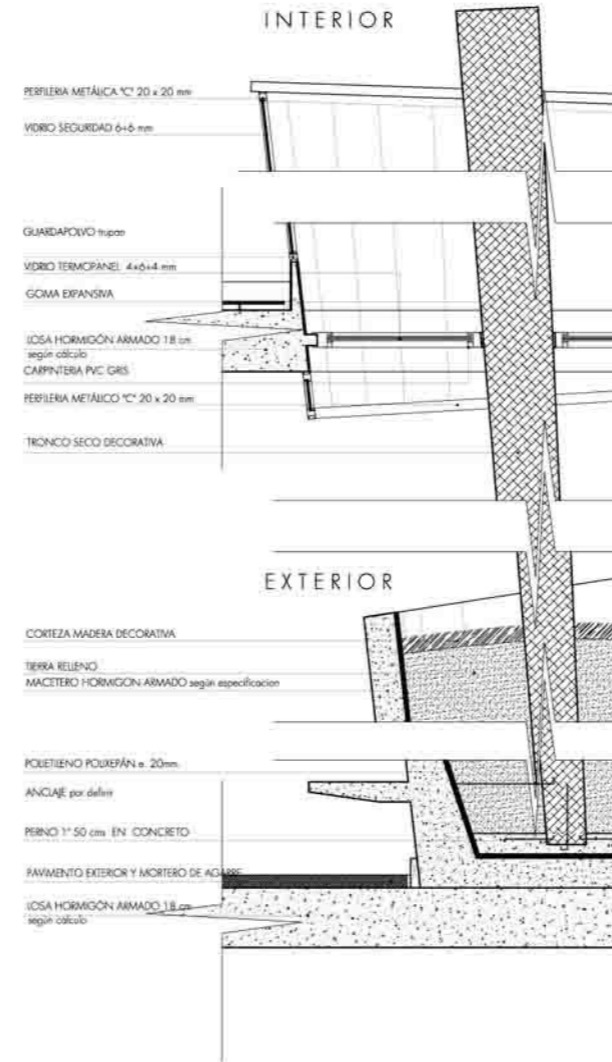 INTERIOR
PERFILERIA METÁLICA "C" 20 x 20 mm
VIDRIO SEGURIDAD 6+6 mm
GUARDAPOLVO trupan
VIDRIO TERMOPANEL 4+6+4 mm
GOMA EXPANSIVA
LOSA HORMIGÓN ARMADO 18 cm
según cálculo
CARPINTERIA PVC GRIS
PERFILERIA METÁLICO "C" 20 x 20 mm
TRONCO SECO DECORATIVA
EXTERIOR
CORTEZA MADERA DECORATIVA
TIERRA RELLENO
MACETERO HORMIGON ARMADO según especificacion
POLIETILENO POLIXEPÁN e. 20mm.
ANCLAJE por definir
PERNO 1" 50 cms EN CONCRETO
PAVIMENTO EXTERIOR Y MORTERO DE AGARRE
LOSA HORMIGÓN ARMADO 18 cm
según cálculo